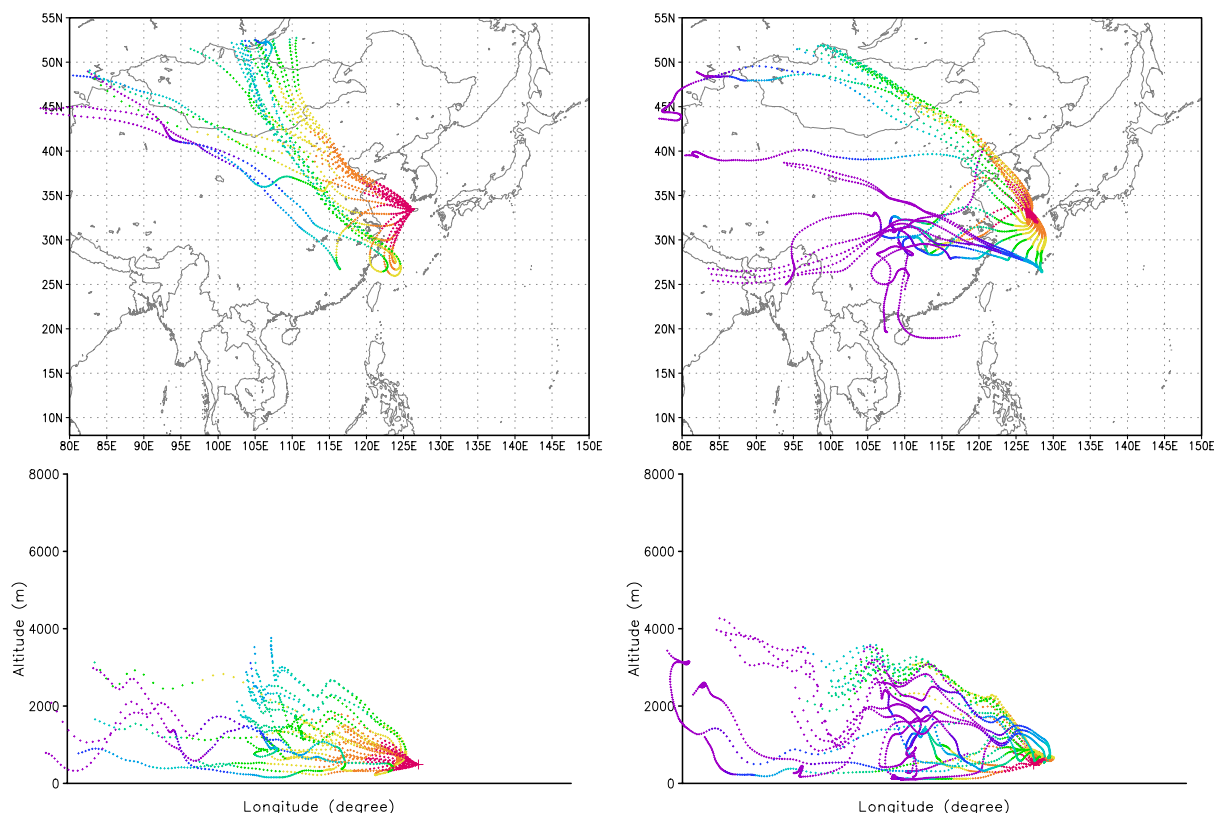 55N
50N
45N
40N
35N
30N
25N
20N
15N
10N
80E 85E 90E 95E 100E 105E 110E 115E 120E 125E 130E 135E 140E 145E 150E
55N
50N
45N
40N
35N
30N
25N
20N
15N
10N
80E 85E 90E 95E 100E 105E 110E 115E 120E 125E 130E 135E 140E 145E 150E
8000
6000
4000
2000
0
Altitude (m)
Longitude (degree)
8000
6000
4000
2000
0
Altitude (m)
Longitude (degree)